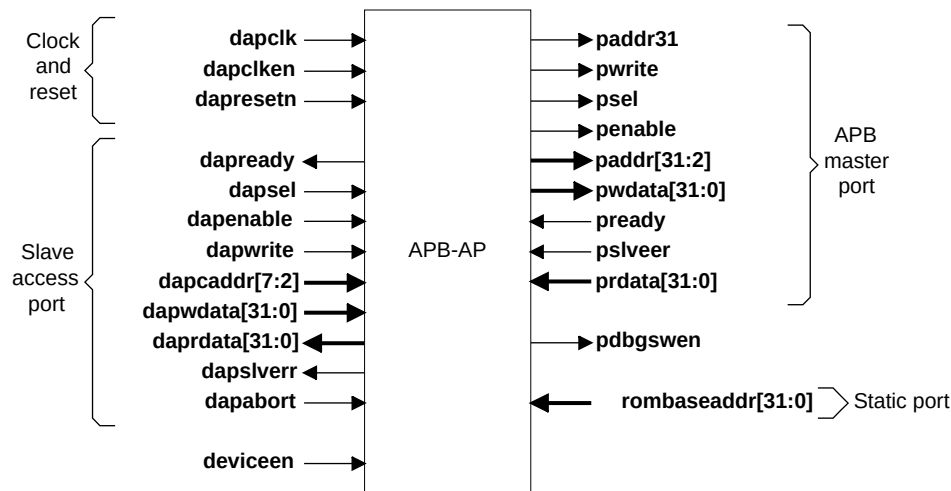 Clock
and
reset
dapclk
dapclken
dapresetn
Slave
access
port
dapready
dapsel
dapenable
dapwrite
dapcaddr[7:2]
dapwdata[31:0]
daprdata[31:0]
dapslverr
dapabort
deviceen
APB-AP
paddr31
pwrite
psel
penable
paddr[31:2]
pwdata[31:0]
pready
pslveer
prdata[31:0]
APB
master
port
pdbgswen
rombaseaddr[31:0]
Static port